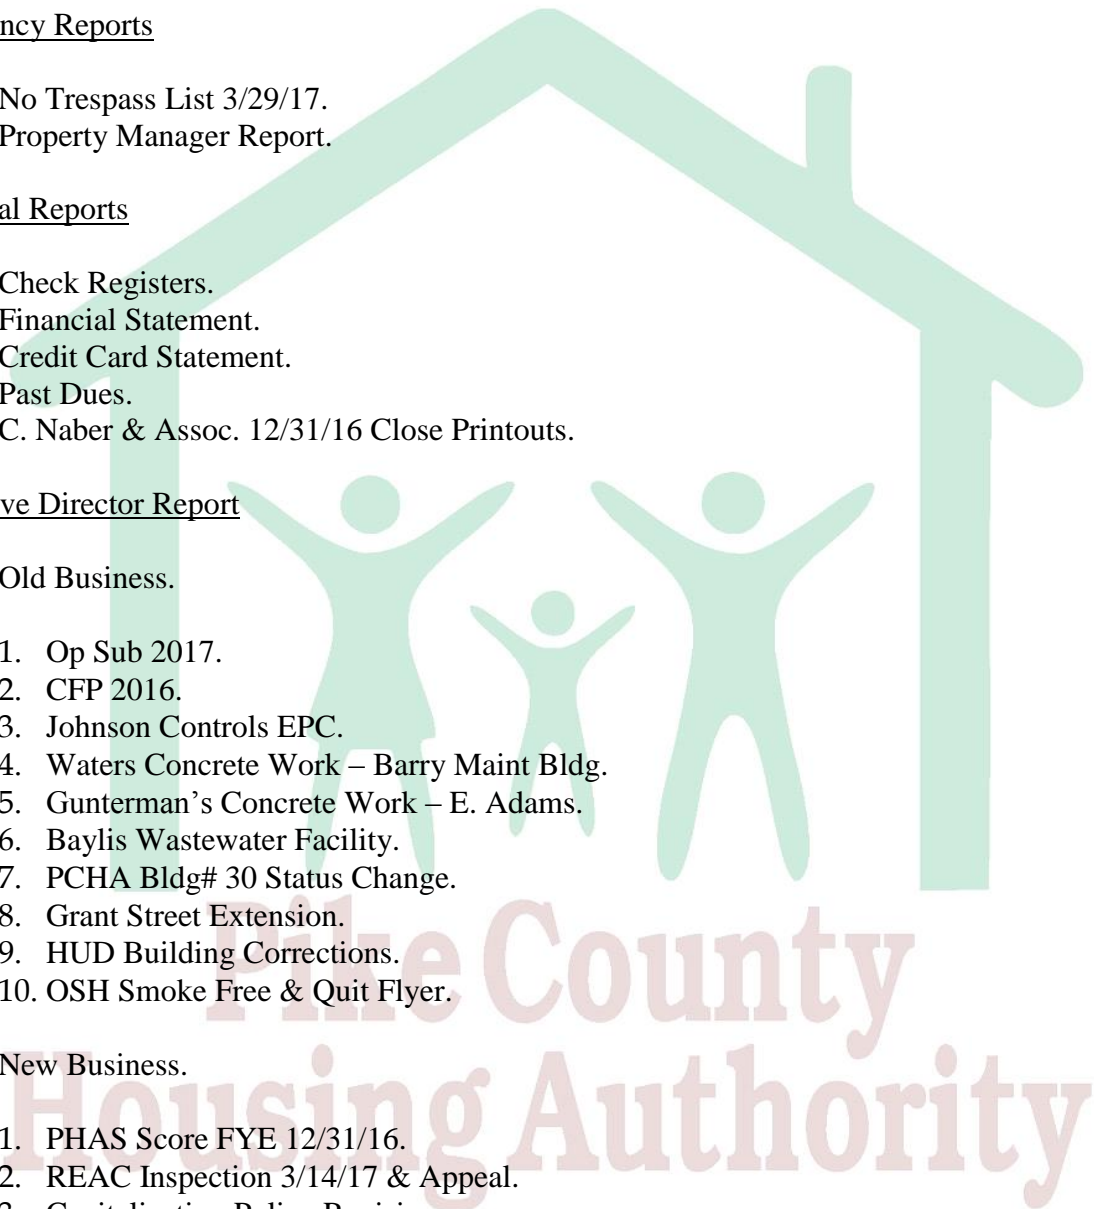 ncy Reports
No Trespass List 3/29/17.
Property Manager Report.
al Reports
Check Registers.
Financial Statement.
Credit Card Statement.
Past Dues.
C. Naber & Assoc. 12/31/16 Close Printouts.
ve Director Report
Old Business.
1. Op Sub 2017.
2. CFP 2016.
3. Johnson Controls EPC.
4. Waters Concrete Work – Barry Maint Bldg.
5. Gunterman’s Concrete Work – E. Adams.
6. Baylis Wastewater Facility.
7. PCHA Bldg# 30 Status Change.
8. Grant Street Extension.
9. HUD Building Corrections.
10. OSH Smoke Free & Quit Flyer.
New Business.
1. PHAS Score FYE 12/31/16.
2. REAC Inspection 3/14/17 & Appeal.
Pike County
Housing Authority